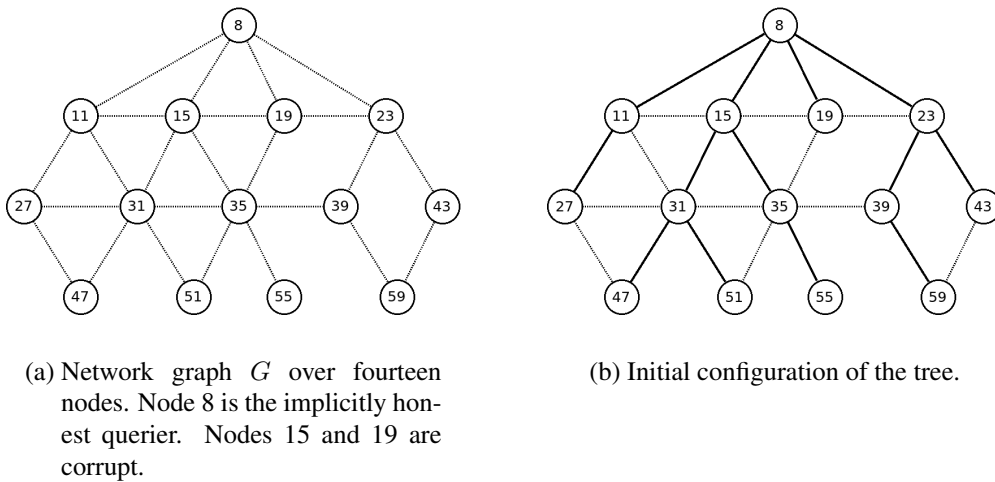 8
11 15 19 23
27 31 35 39 43
47 51 55 59
(a) Network graph G over fourteen
nodes. Node 8 is the implicitly hon-
est querier. Nodes 15 and 19 are
corrupt.
8
11 15 19 23
27 31 35 39 43
47 51 55 59
(b) Initial configuration of the tree.